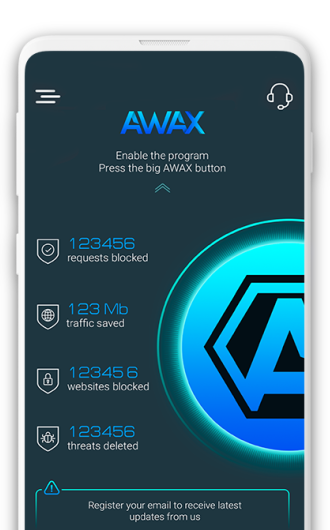 AWAX
Enable the program
Press the big AWAX button
123456
requests blocked
123 Mb
traffic saved
12345 6
websites blocked
123456
threats deleted
Register your email to receive latest
updates from us